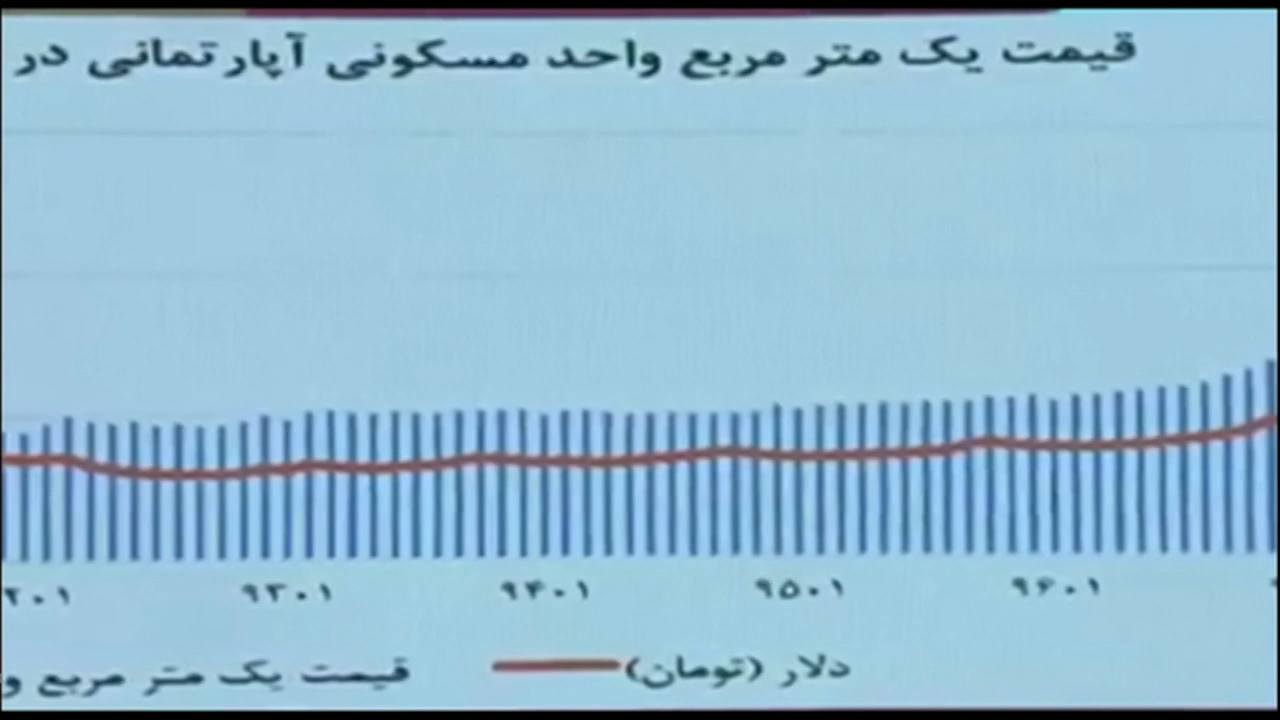 قیمت یک متر مربع واحد مسکونی آپارتمانی در
۹۳۰۱ ۹۴۰۱ ۹۵۰۱ ۹۶۰۱
دلار (تومان) قیمت یک متر مربع و